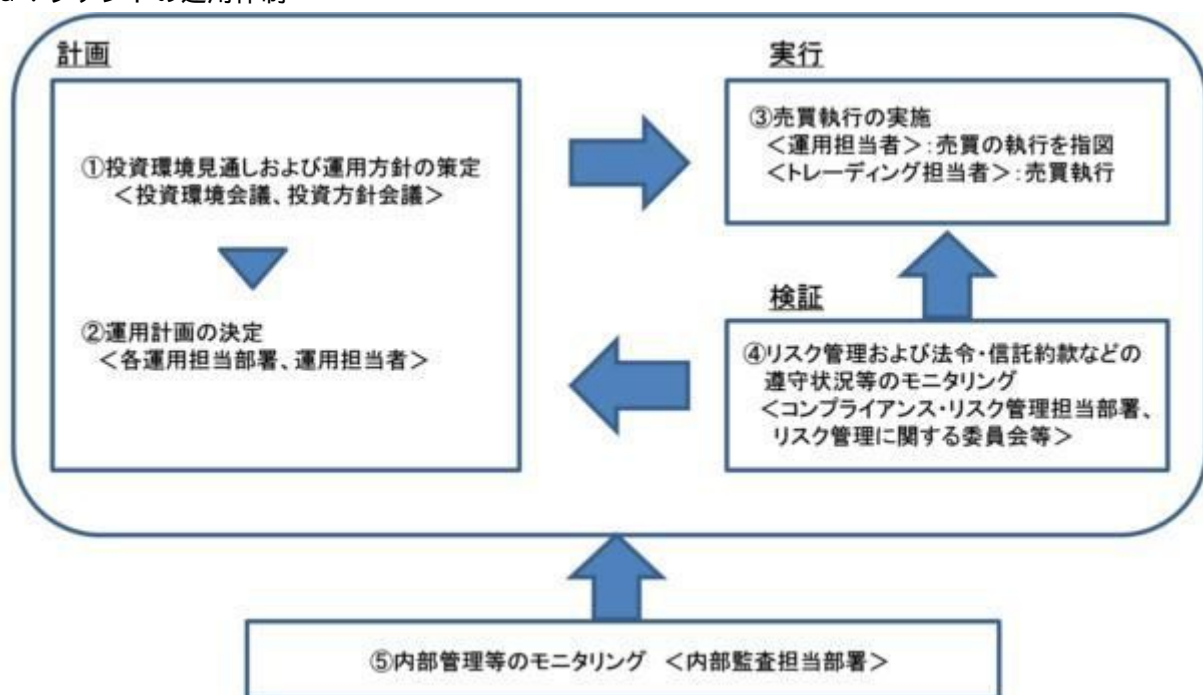 計画
①投資環境見通しおよび運用方針の策定
＜投資環境会議、投資方針会議＞
②運用計画の決定
＜各運用担当部署、運用担当者＞
実行
③売買執行の実施
＜運用担当者＞：売買の執行を指図
＜トレーディング担当者＞：売買執行
検証
④リスク管理および法令・信託約款などの
遵守状況等のモニタリング
＜コンプライアンス・リスク管理担当部署、
リスク管理に関する委員会等＞
⑤内部管理等のモニタリング ＜内部監査担当部署＞